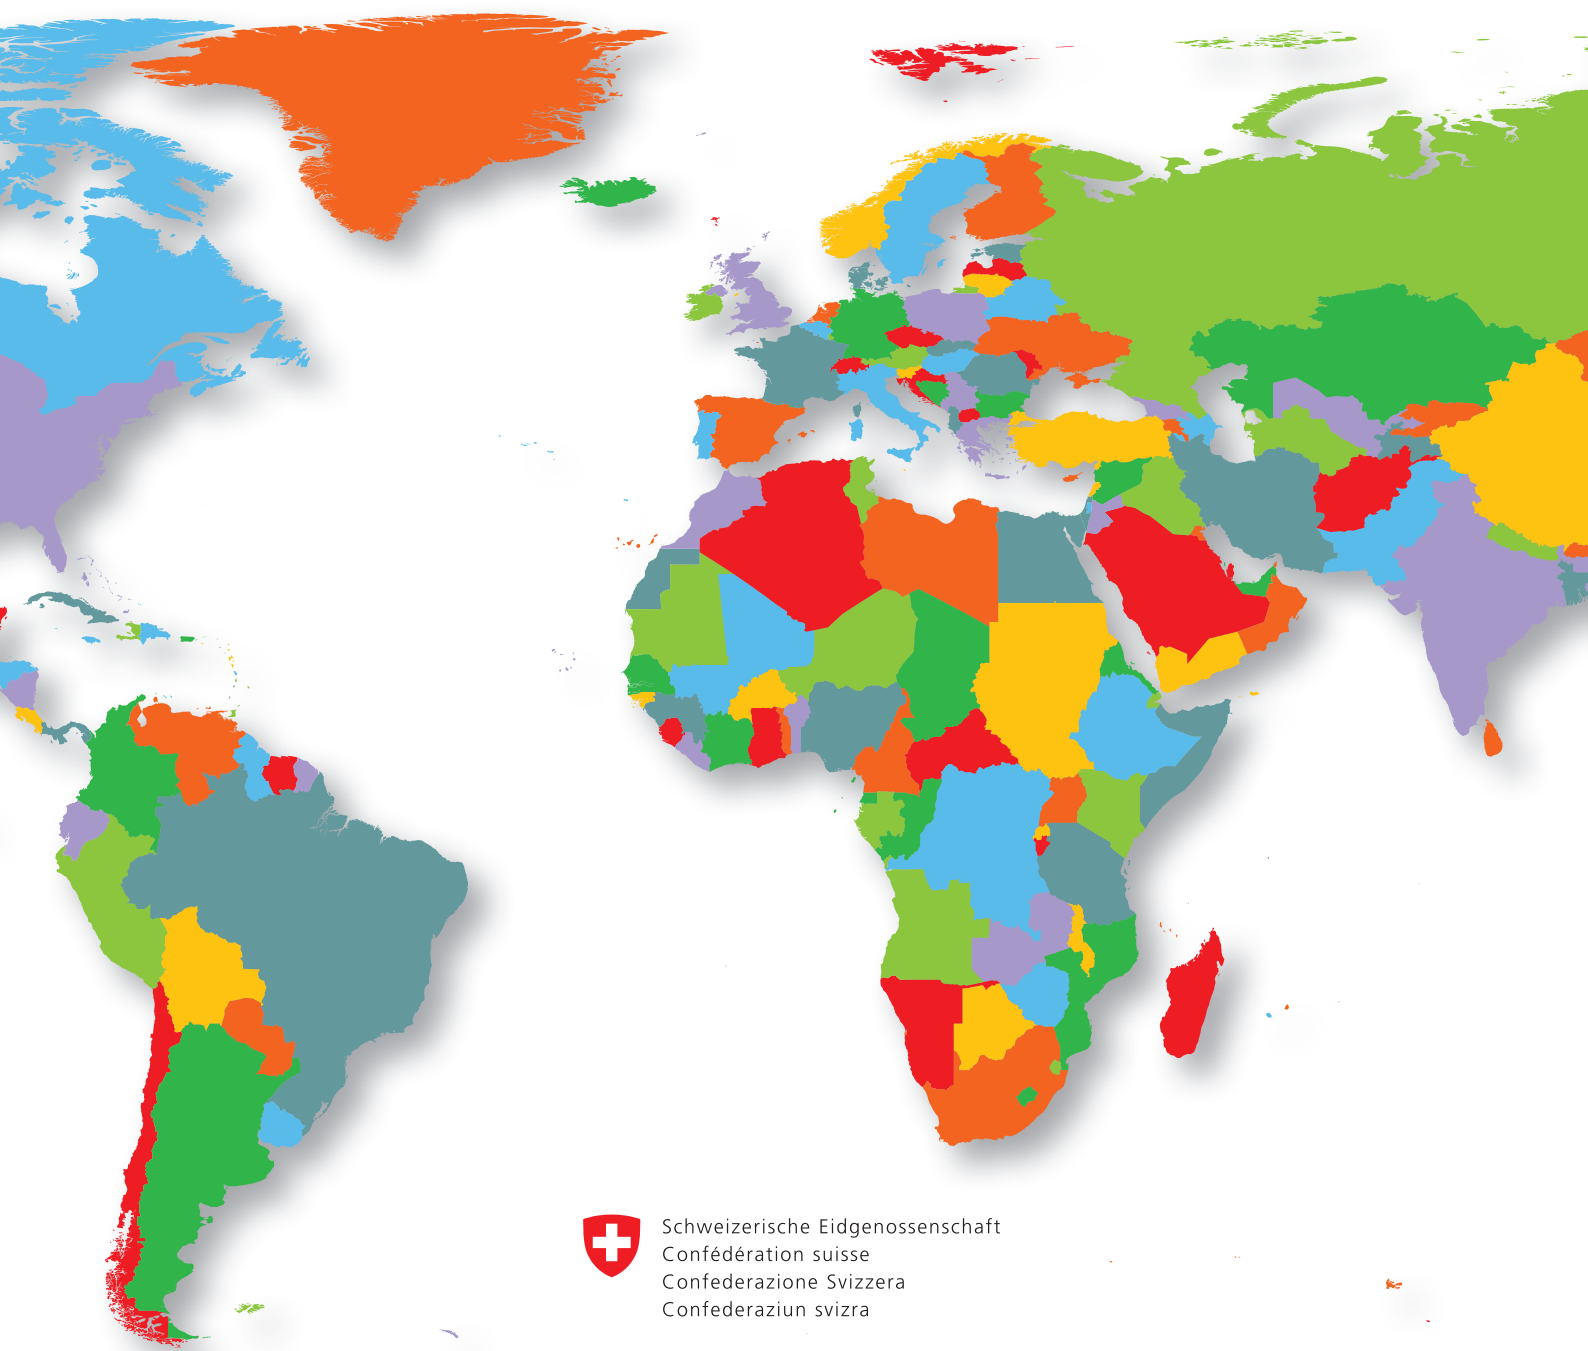 Schweizerische Eidgenossenschaft
Confédération suisse
Confederazione Svizzera
Confederaziun svizra